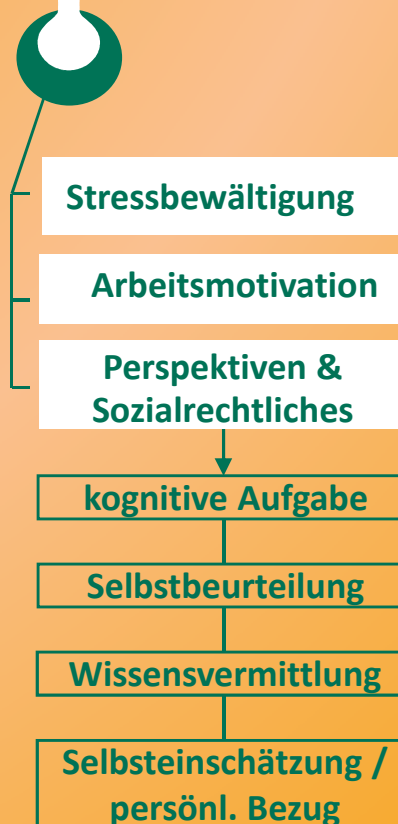 Stressbewältigung
Arbeitsmotivation
Perspektiven &
Sozialrechtliches
kognitive Aufgabe
Selbstbeurteilung
Wissensvermittlung
Selbsteinschätzung /
persönl. Bezug